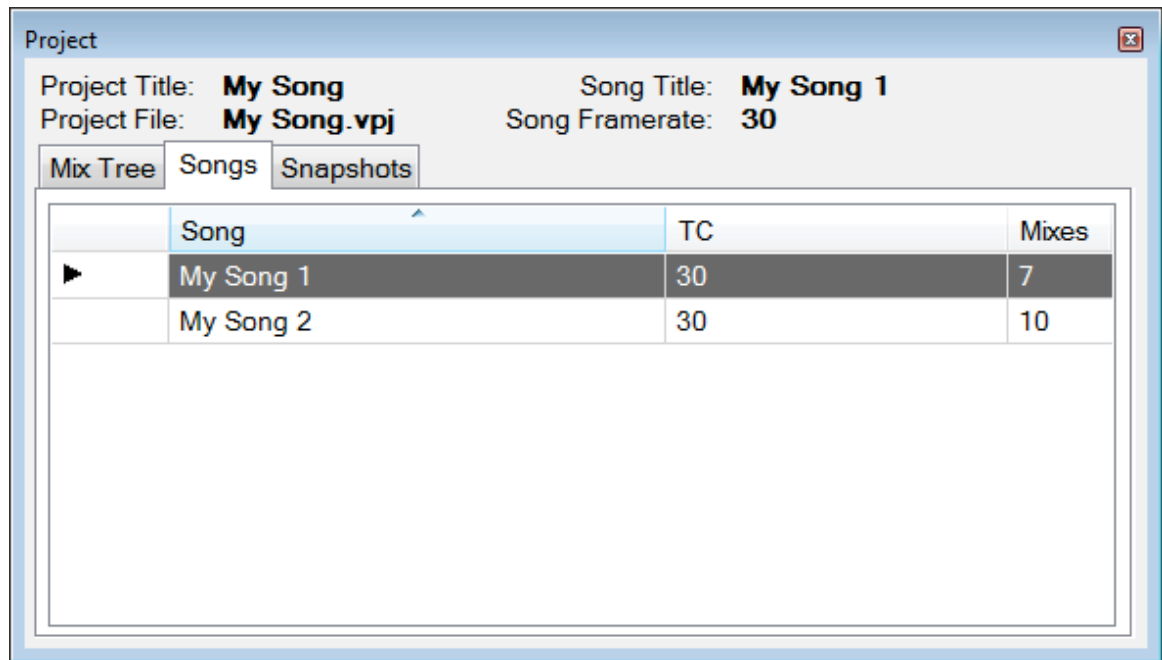 Project
Project Title: My Song Song Title: My Song 1
Project File: My Song.vpj Song Framerate: 30
Mix Tree Songs Snapshots
Song TC Mixes
My Song 1 30 7
My Song 2 30 10